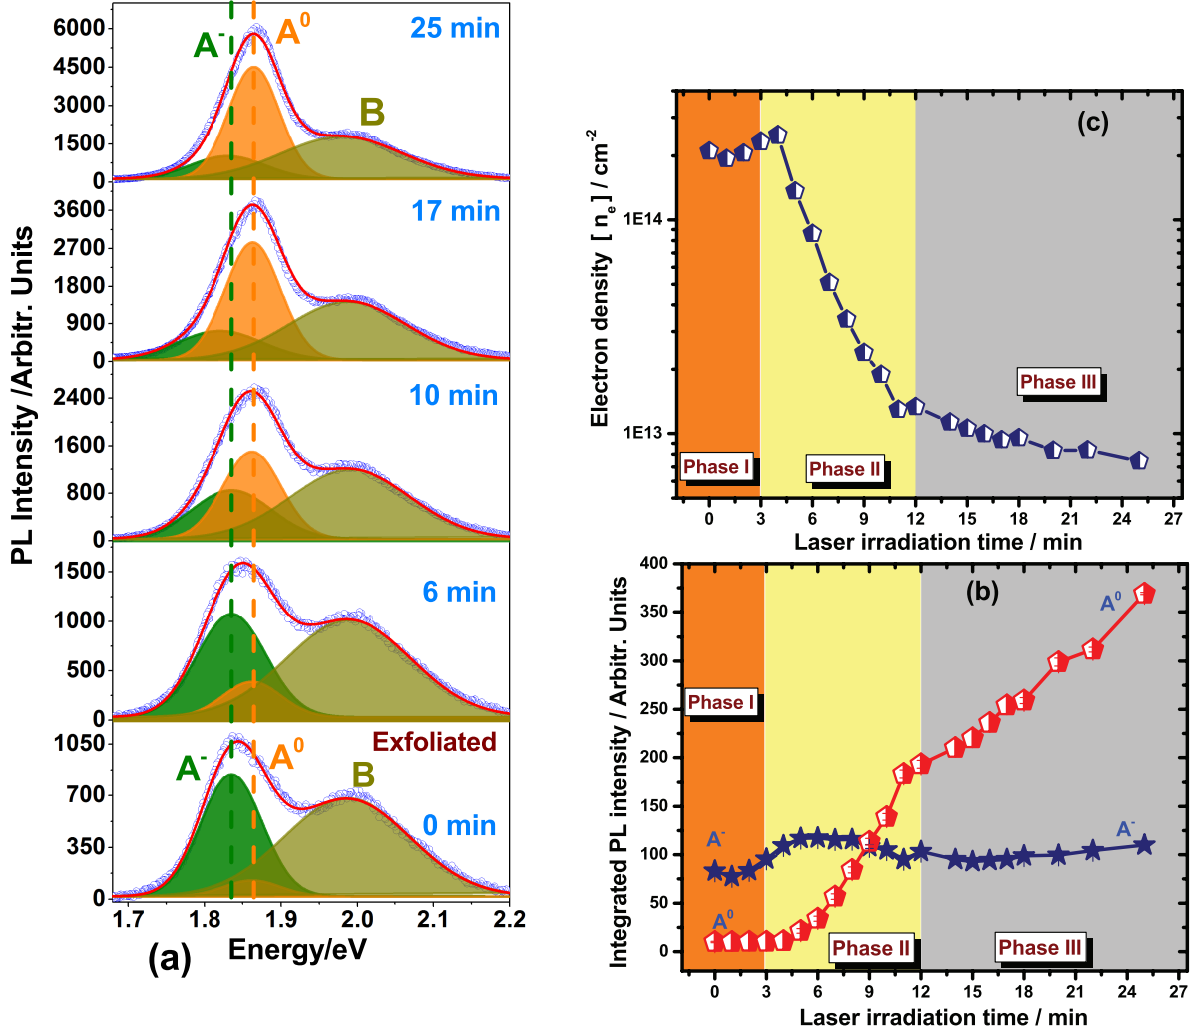 PL Intensity /Arbitr. Units
6000
4500
3000
1500
0
A-
A0
25 min
B
3600
2700
1800
900
0
17 min
2400
1600
800
0
10 min
1500
1000
500
0
6 min
1050
700
350
0
Exfoliated
A-
A0
B
0 min
1.7 1.8 1.9 2.0 2.1 2.2
Energy/eV
(a)
(c)
Electron density [ ne ] / cm-2
1E14
1E13
Phase I
Phase II
Phase III
0 3 6 9 12 15 18 21 24 27
Laser irradiation time / min
(b)
Integrated PL intensity / Arbitr. Units
400
350
300
250
200
150
100
50
0
A0
Phase I
A-
A-
A0
Phase II
Phase III
0 3 6 9 12 15 18 21 24 27
Laser irradiation time / min